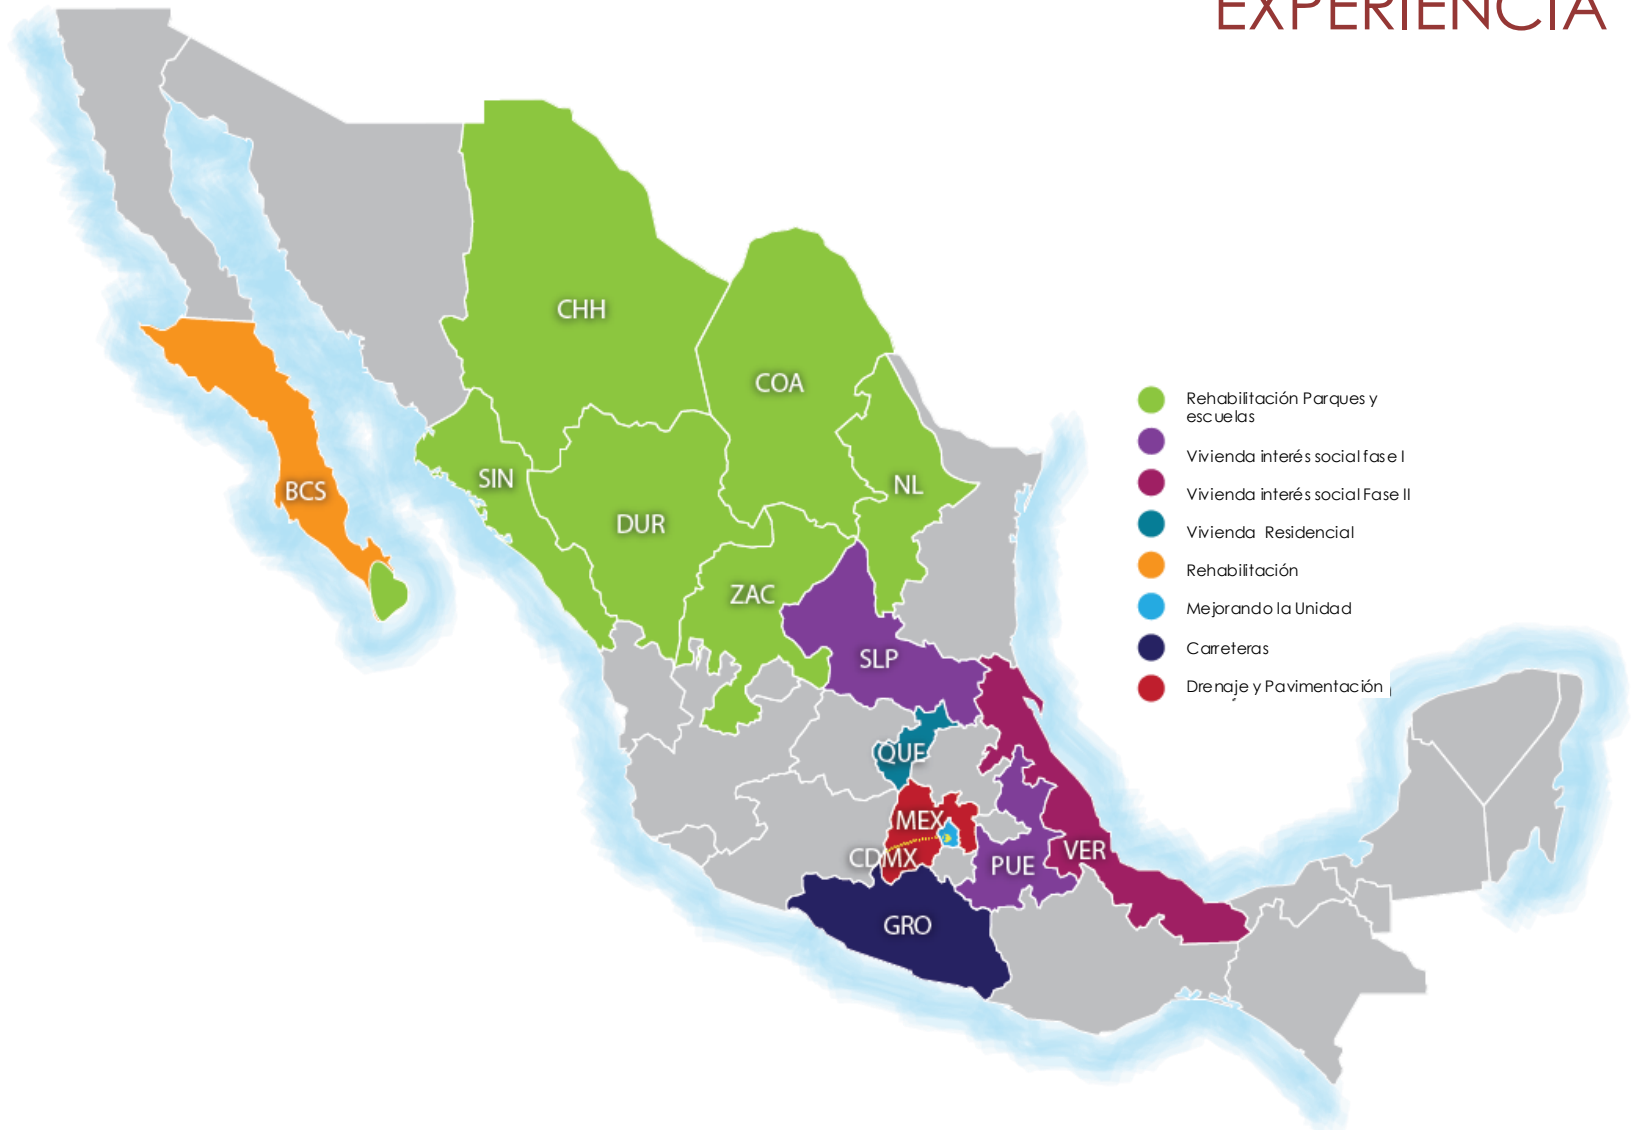 EXPERIENCIA
CHH
COA
SIN
NL
BCS
DUR
ZAC
SLP
QUE
MEX
CDMX
PUE
VER
GRO
Rehabilitación Parques y
escuelas
Vivienda interés social fase I
Vivienda interés social Fase II
Vivienda Residencial
Rehabilitación
Mejorando la Unidad
Carreteras
Drenaje y Pavimentación